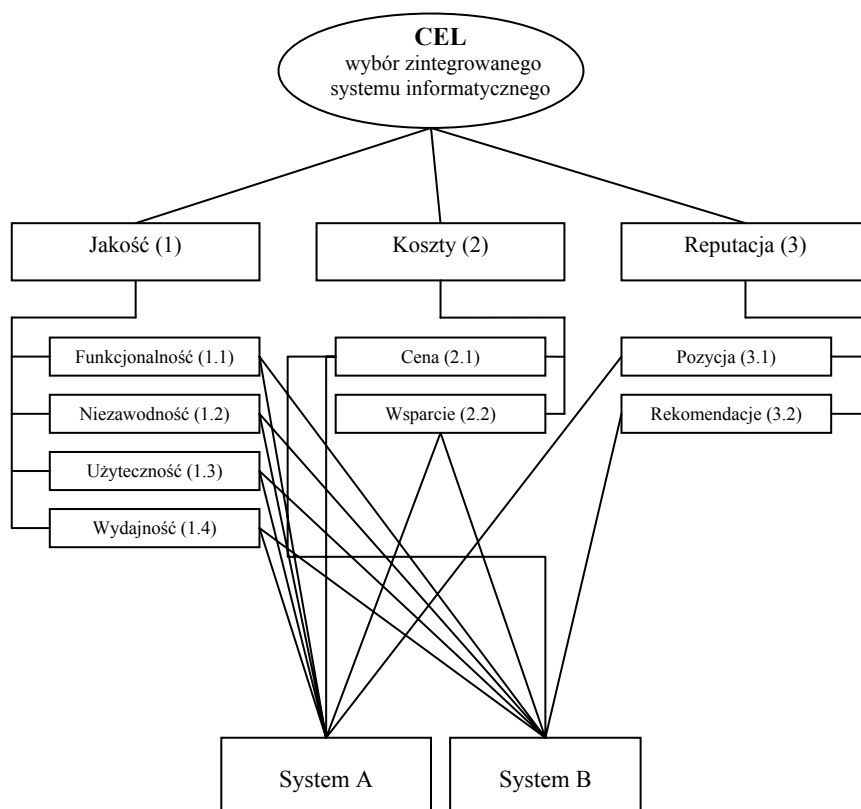 CEL
wybór zintegrowanego
systemu informatycznego
Jakość (1)
Koszty (2)
Reputacja (3)
Funkcjonalność (1.1)
Cena (2.1)
Pozycja (3.1)
Niezawodność (1.2)
Wsparcie (2.2)
Rekomendacje (3.2)
Użyteczność (1.3)
Wydajność (1.4)
System A
System B